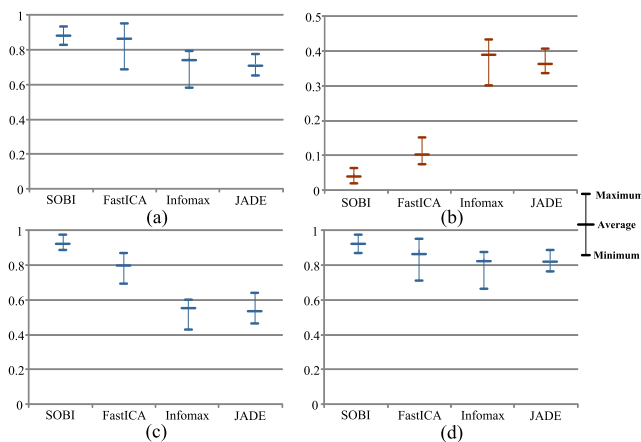 1
0.8
0.6
0.4
0.2
0
SOBI FastICA Infomax JADE
(a)
0.5
0.4
0.3
0.2
0.1
0
SOBI FastICA Infomax JADE
(b)
Maximum
Average
Minimum
1
0.8
0.6
0.4
0.2
0
SOBI FastICA Infomax JADE
(c)
1
0.8
0.6
0.4
0.2
0
SOBI FastICA Infomax JADE
(d)